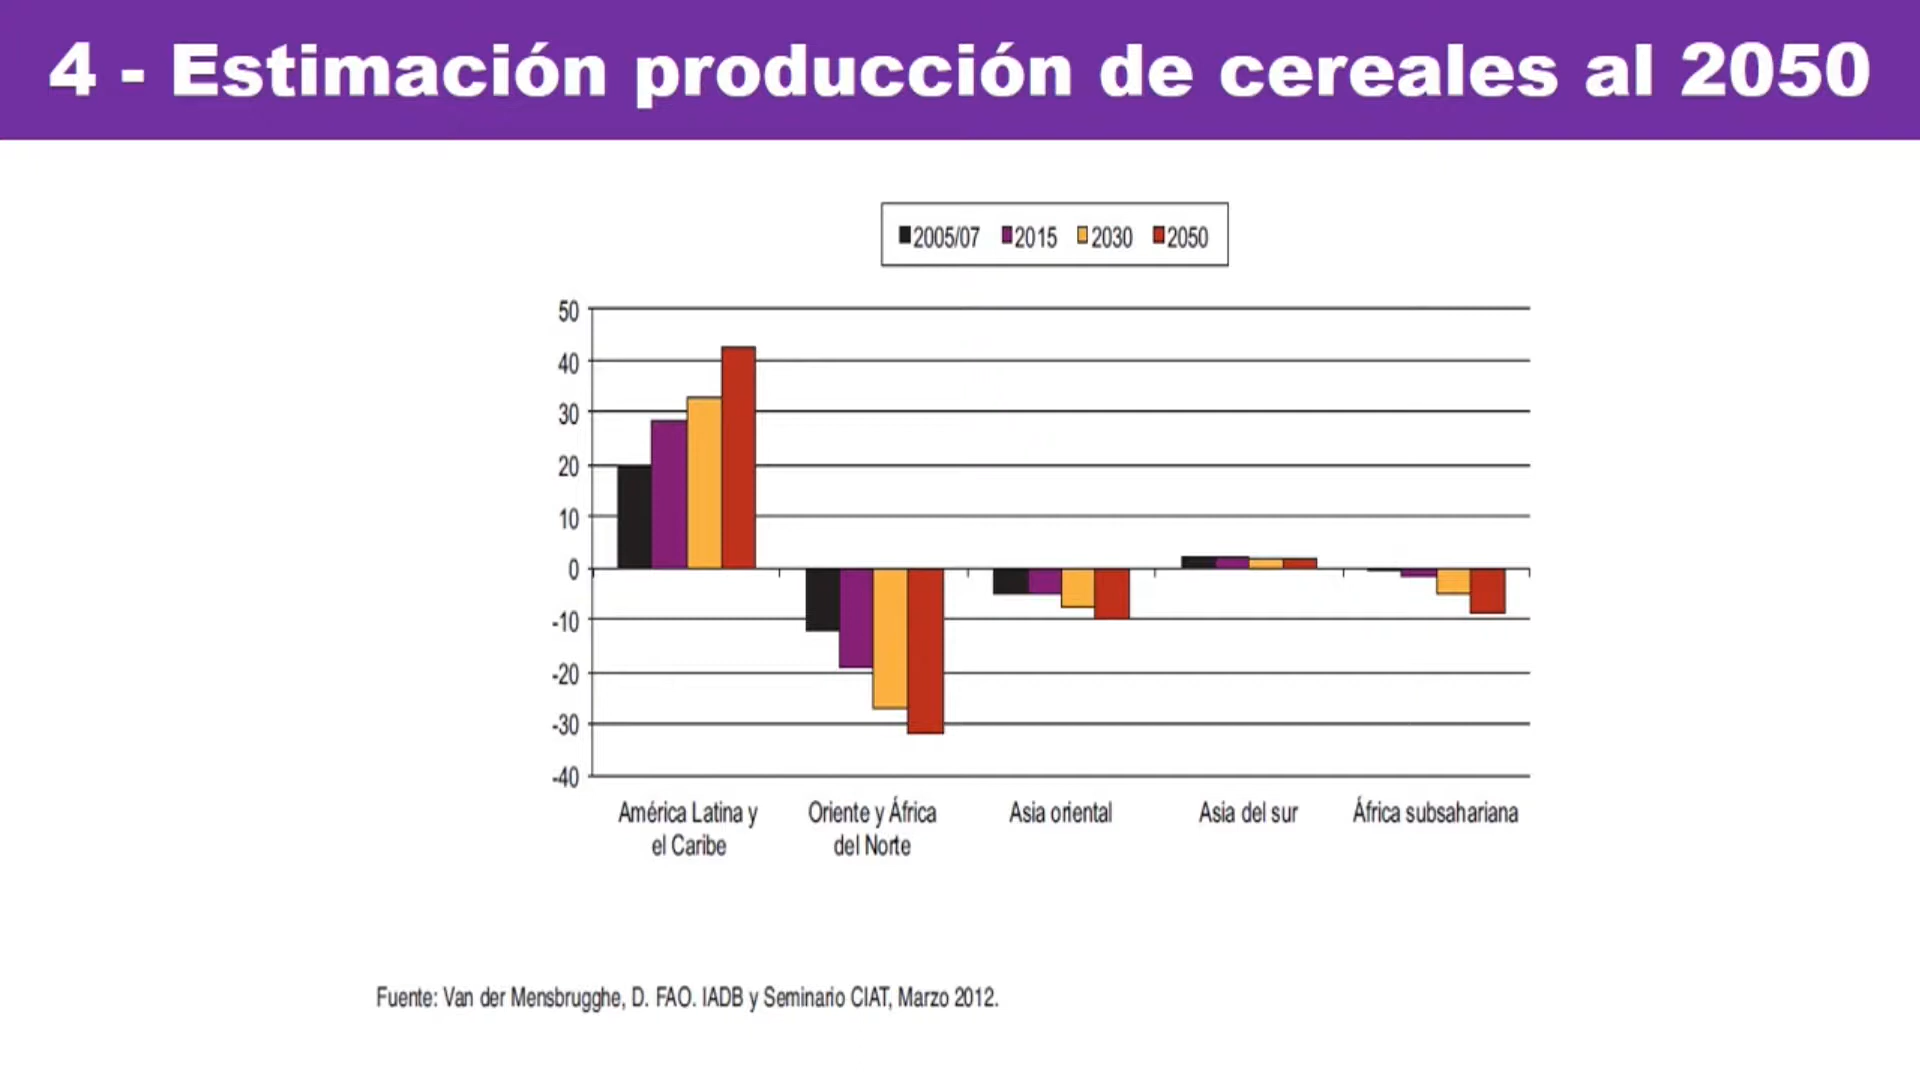 4 - Estimación producción de cereales al 2050
2005/07 2015 2030 2050
50
40
30
20
10
0
-10
-20
-30
-40
América Latina y
el Caribe
Oriente y África
del Norte
Asia oriental
Asia del sur
África subsahariana
Fuente: Van der Mensbrugghe, D. FAO. IADB y Seminario CIAT, Marzo 2012.